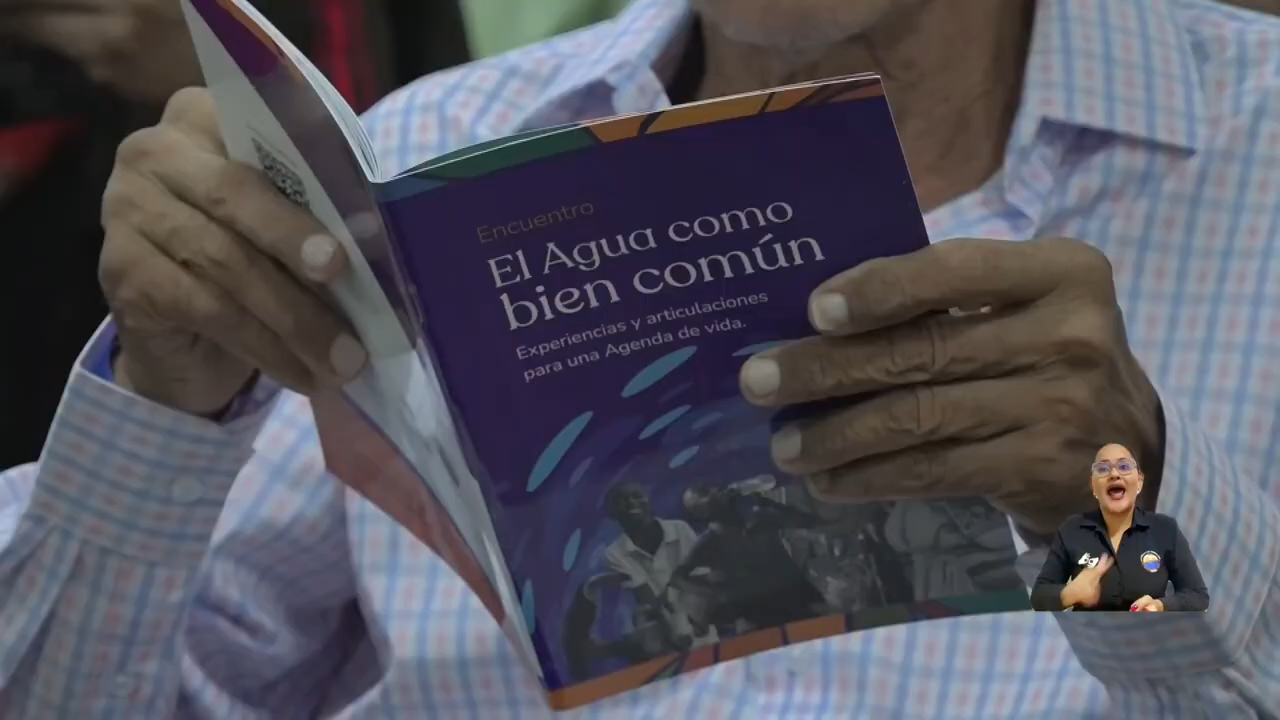 Encuentro
El Agua como
bien común
Experiencias y articulaciones
para una Agenda de vida.